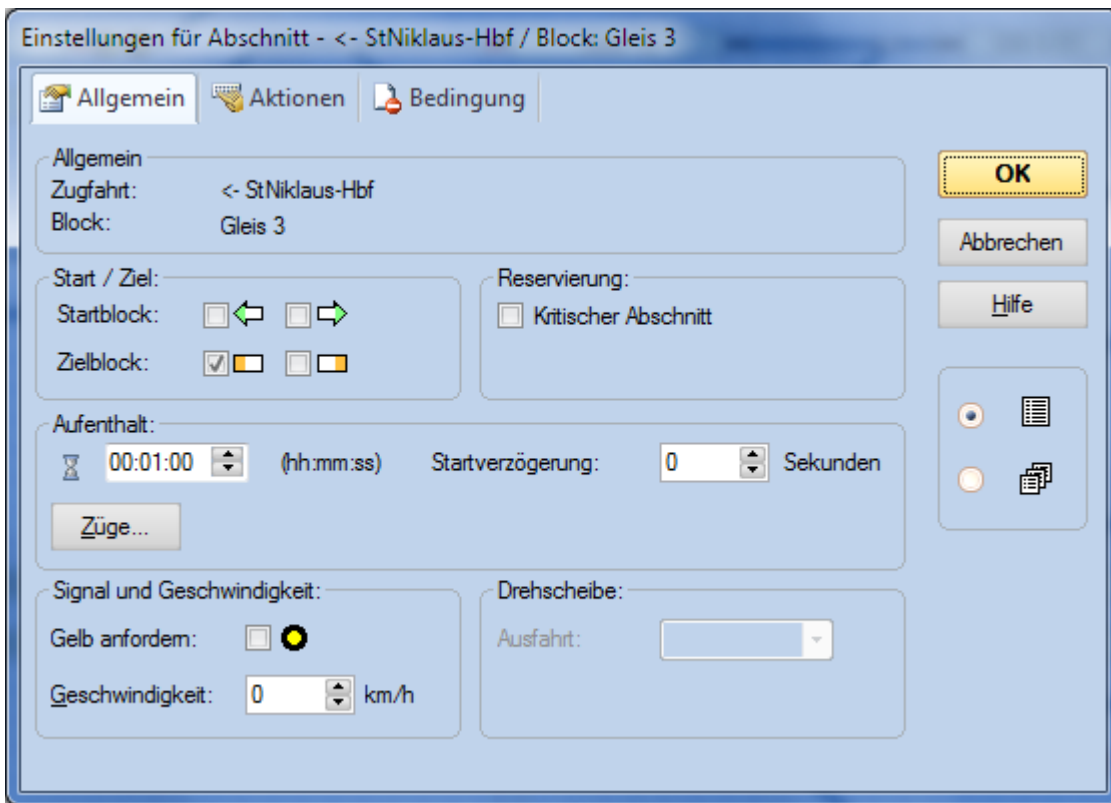 Einstellungen für Abschnitt - <- StNiklaus-Hbf / Block: Gleis 3
Allgemein Aktionen Bedingung
Allgemein
Zugfahrt: <- StNiklaus-Hbf
Block: Gleis 3
OK
Abbrechen
Hilfe
Start / Ziel:
Startblock:
Zielblock:
Reservierung:
Kritischer Abschnitt
Aufenthalt:
00:01:00 (hh:mm:ss) Startverzögerung: 0 Sekunden
Züge...
Signal und Geschwindigkeit:
Gelb anfordern:
Geschwindigkeit: 0 km/h
Drehscheibe:
Ausfahrt: